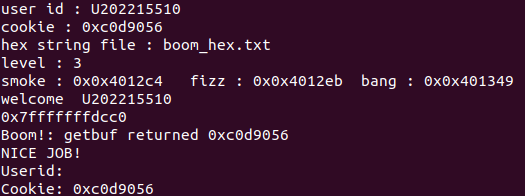 user id : U202215510
cookie : 0xc0d9056
hex string file : boom_hex.txt
level : 3
smoke : 0x0x4012c4   fizz : 0x0x4012eb  bang : 0x0x401349
welcome  U202215510
0x7fffffffdcc0
Boom!: getbuf returned 0xc0d9056
NICE JOB!
Userid:
Cookie: 0xc0d9056